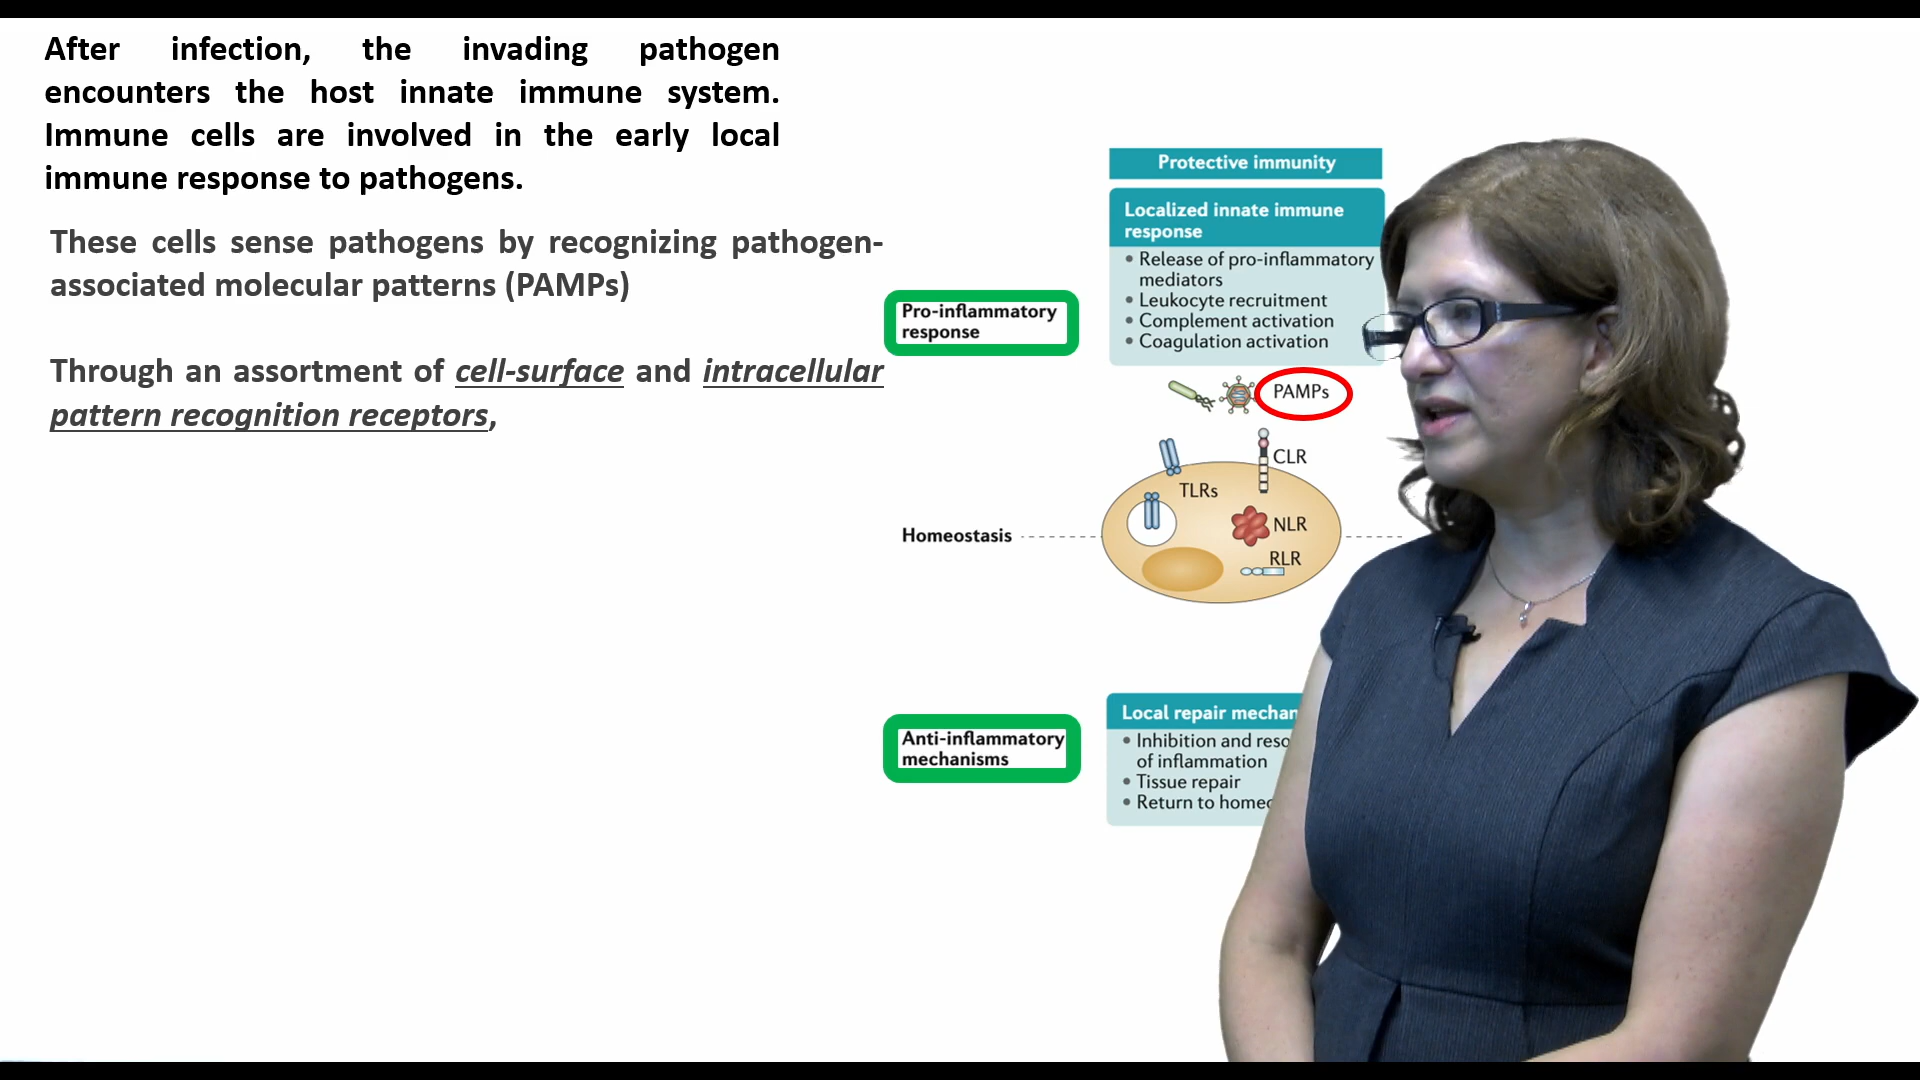 After infection, the invading pathogen
encounters the host innate immune system.
Immune cells are involved in the early local
immune response to pathogens.
These cells sense pathogens by recognizing pathogen-
associated molecular patterns (PAMPs)
Through an assortment of cell-surface and intracellular
pattern recognition receptors,
Protective immunity
Localized innate immune
response
• Release of pro-inflammatory
mediators
• Leukocyte recruitment
• Complement activation
• Coagulation activation
Pro-inflammatory
response
PAMPs
CLR
TLRs
NLR
RLR
Homeostasis
Local repair
• Inhibition and
of inflammation
• Tissue repair
• Return to
Anti-inflammatory
mechanisms